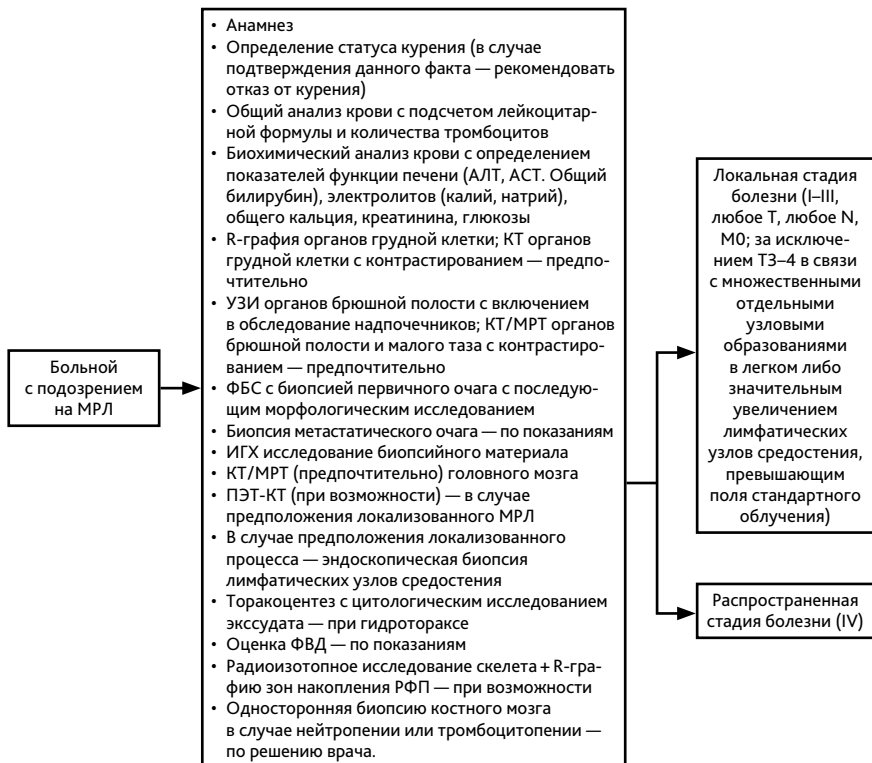 Больной
с подозрением
на МРЛ
• Анамнез
• Определение статуса курения (в случае
подтверждения данного факта — рекомендовать
отказ от курения)
• Общий анализ крови с подсчетом лейкоцитар-
ной формулы и количества тромбоцитов
• Биохимический анализ крови с определением
показателей функции печени (АЛТ, АСТ. Общий
билирубин), электролитов (калий, натрий),
общего кальция, креатинина, глюкозы
• R-графия органов грудной клетки; КТ органов
грудной клетки с контрастированием — предпо-
чтительно
• УЗИ органов брюшной полости с включением
в обследование надпочечников; КТ/МРТ органов
брюшной полости и малого таза с контрастиро-
ванием — предпочтительно
• ФБС с биопсией первичного очага с последую-
щим морфологическим исследованием
• Биопсия метастатического очага — по показаниям
• ИГХ исследование биопсийного материала
• КТ/МРТ (предпочтительно) головного мозга
• ПЭТ-КТ (при возможности) — в случае
предположения локализованного МРЛ
• В случае предположения локализованного
процесса — эндоскопическая биопсия
лимфатических узлов средостения
• Торакоцентез с цитологическим исследованием
экссудата — при гидротораксе
• Оценка ФВД — по показаниям
• Радиоизотопное исследование скелета + R-гра-
фию зон накопления РФП — при возможности
• Односторонняя биопсию костного мозга
в случае нейтропении или тромбоцитопении —
по решению врача.
Локальная стадия
болезни (I–III,
любое T, любое N,
M0; за исключе-
нием T3–4 в связи
с множественными
отдельными
узловыми
образованиями
в легком либо
значительным
увеличением
лимфатических
узлов средостения,
превышающим
поля стандартного
облучения)
Распространенная
стадия болезни (IV)